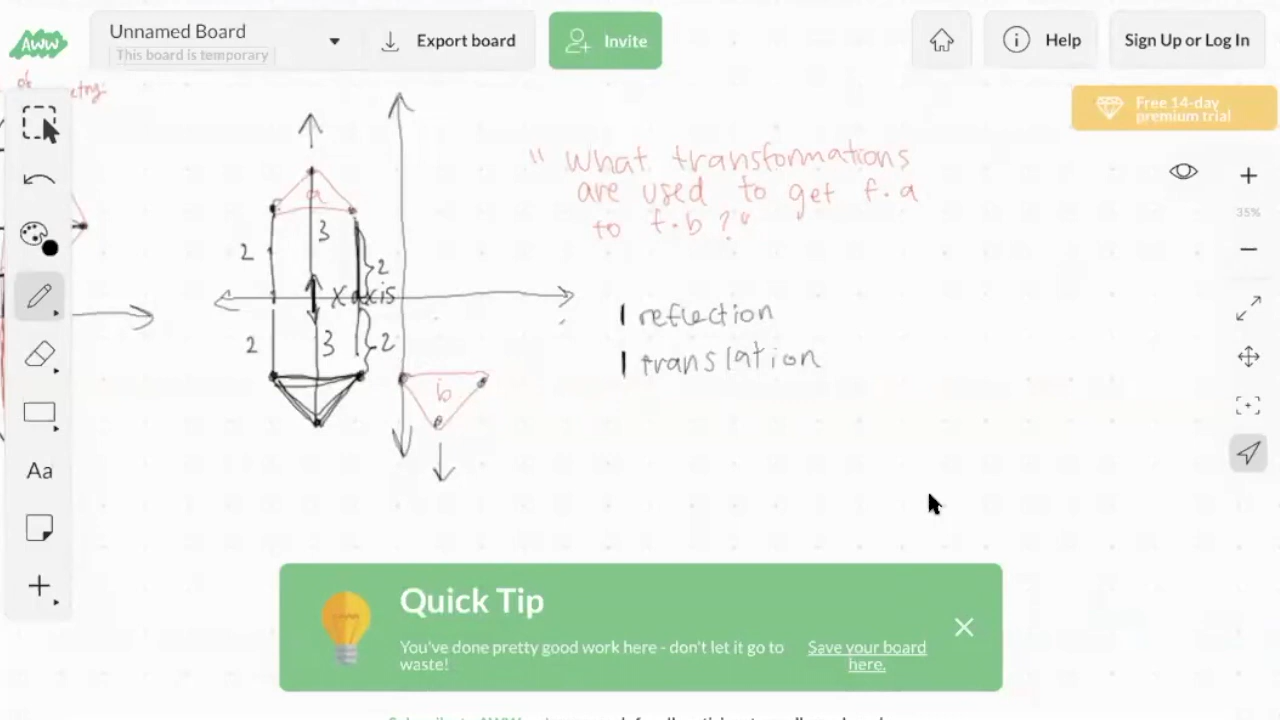 AWW
Unnamed Board
This board is temporary
Export board
Invite
Help
Sign Up or Log In
Free 14-day
premium trial
35%
" What transformations
are used to get f.a
to f.b ?"
a
2
3
2
x axis
2
3
2
b
1 reflection
1 translation
Aa
Quick Tip
You've done pretty good work here - don't let it go to
waste!
Save your board
here.